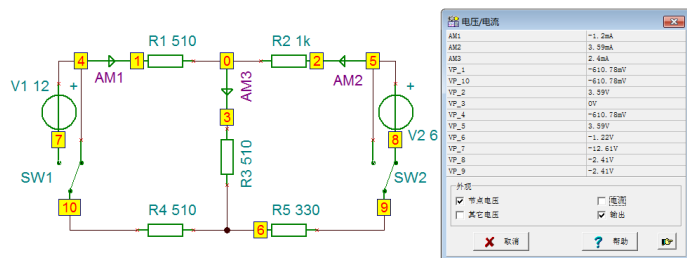 4
1
R1 510
0
R2 1k
2
5
AM1
AM2
V1 12
+
AM3
+
3
7
V2 6
8
R3 510
SW1
SW2
10
R4 510
6
R5 330
9
电压/电流
AM1 -1.2mA
AM2 3.59mA
AM3 2.4mA
VP_1 -610.78mV
VP_10 -610.78mV
VP_2 3.59V
VP_3 0V
VP_4 -610.78mV
VP_5 3.59V
VP_6 -1.22V
VP_7 -12.61V
VP_8 -2.41V
VP_9 -2.41V
外观
节点电压
电流
其它电压
输出
取消
? 帮助